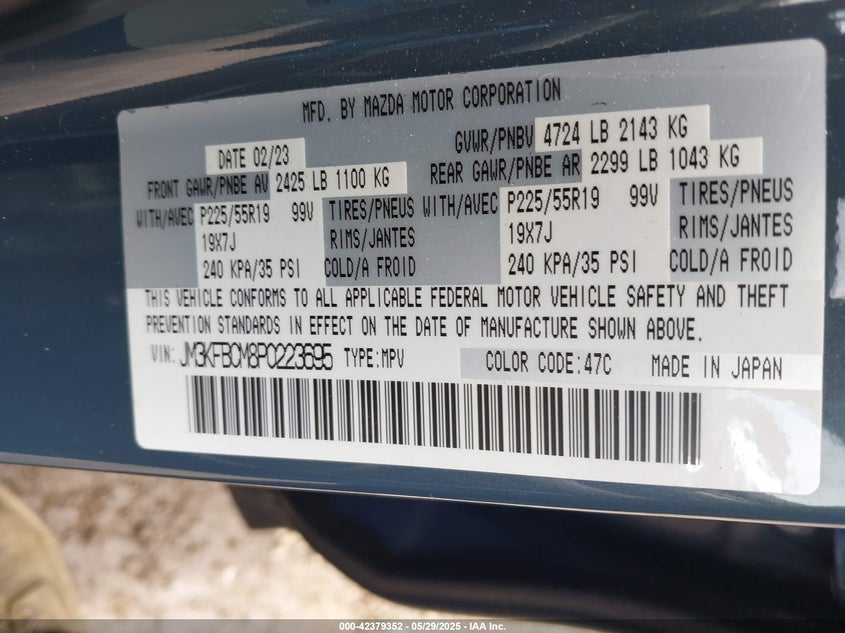 MFD. BY MAZDA MOTOR CORPORATION
DATE 02/23 GVWR/PNBV 4724 LB 2143 KG
FRONT GAWR/PNBE AV 2425 LB 1100 KG REAR GAWR/PNBE AR 2299 LB 1043 KG
WITH/AVEC P225/55R19 99V TIRES/PNEUS WITH/AVEC P225/55R19 99V TIRES/PNEUS
19X7J RIMS/JANTES 19X7J RIMS/JANTES
240 KPA/35 PSI COLD/A FROID 240 KPA/35 PSI COLD/A FROID
THIS VEHICLE CONFORMS TO ALL APPLICABLE FEDERAL MOTOR VEHICLE SAFETY AND THEFT
PREVENTION STANDARDS IN EFFECT ON THE DATE OF MANUFACTURE SHOWN ABOVE.
VIN: JM3KFBCM8P0223695 TYPE:MPV COLOR CODE:47C MADE IN JAPAN
000-42379352 - 05/29/2025 - IAA Inc.